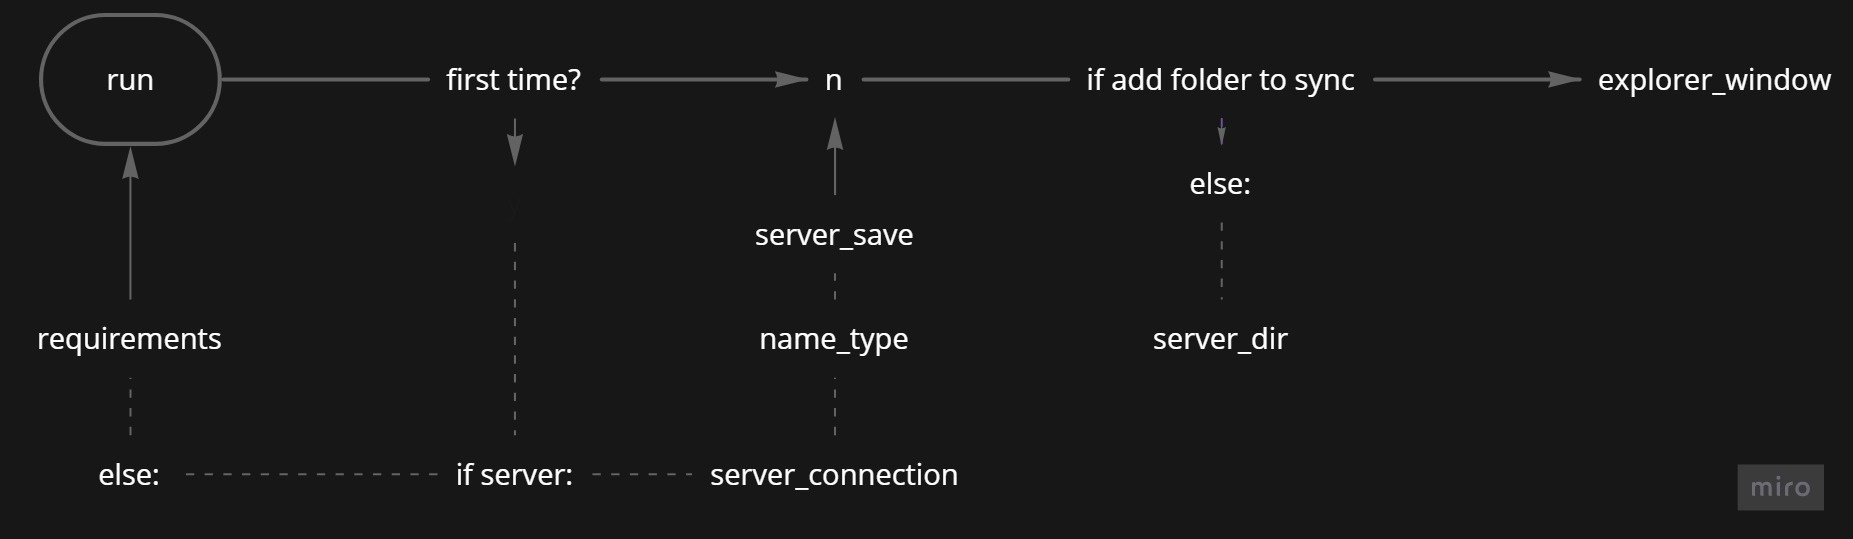 run
first time?
n
if add folder to sync
explorer_window
else:
server_save
requirements
name_type
server_dir
else:
if server:
server_connection
miro